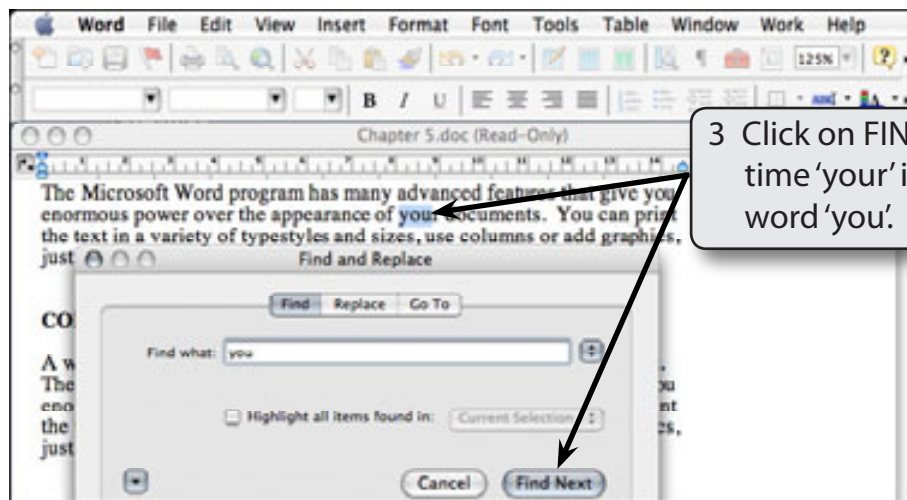 Word File Edit View Insert Format Font Tools Table Window Work Help
125%
B I U
Chapter 5.doc (Read-Only)
The Microsoft Word program has many advanced features that give you
enormous power over the appearance of your documents. You can print
the text in a variety of typestyles and sizes, use columns or add graphics,
just
3 Click on FIN
time ‘your’ i
word ‘you’.
Find and Replace
Find Replace Go To
CO
Find what: you
A w
The
eno
the
just
ou
nt
es,
Highlight all items found in: Current Selection
Cancel Find Next